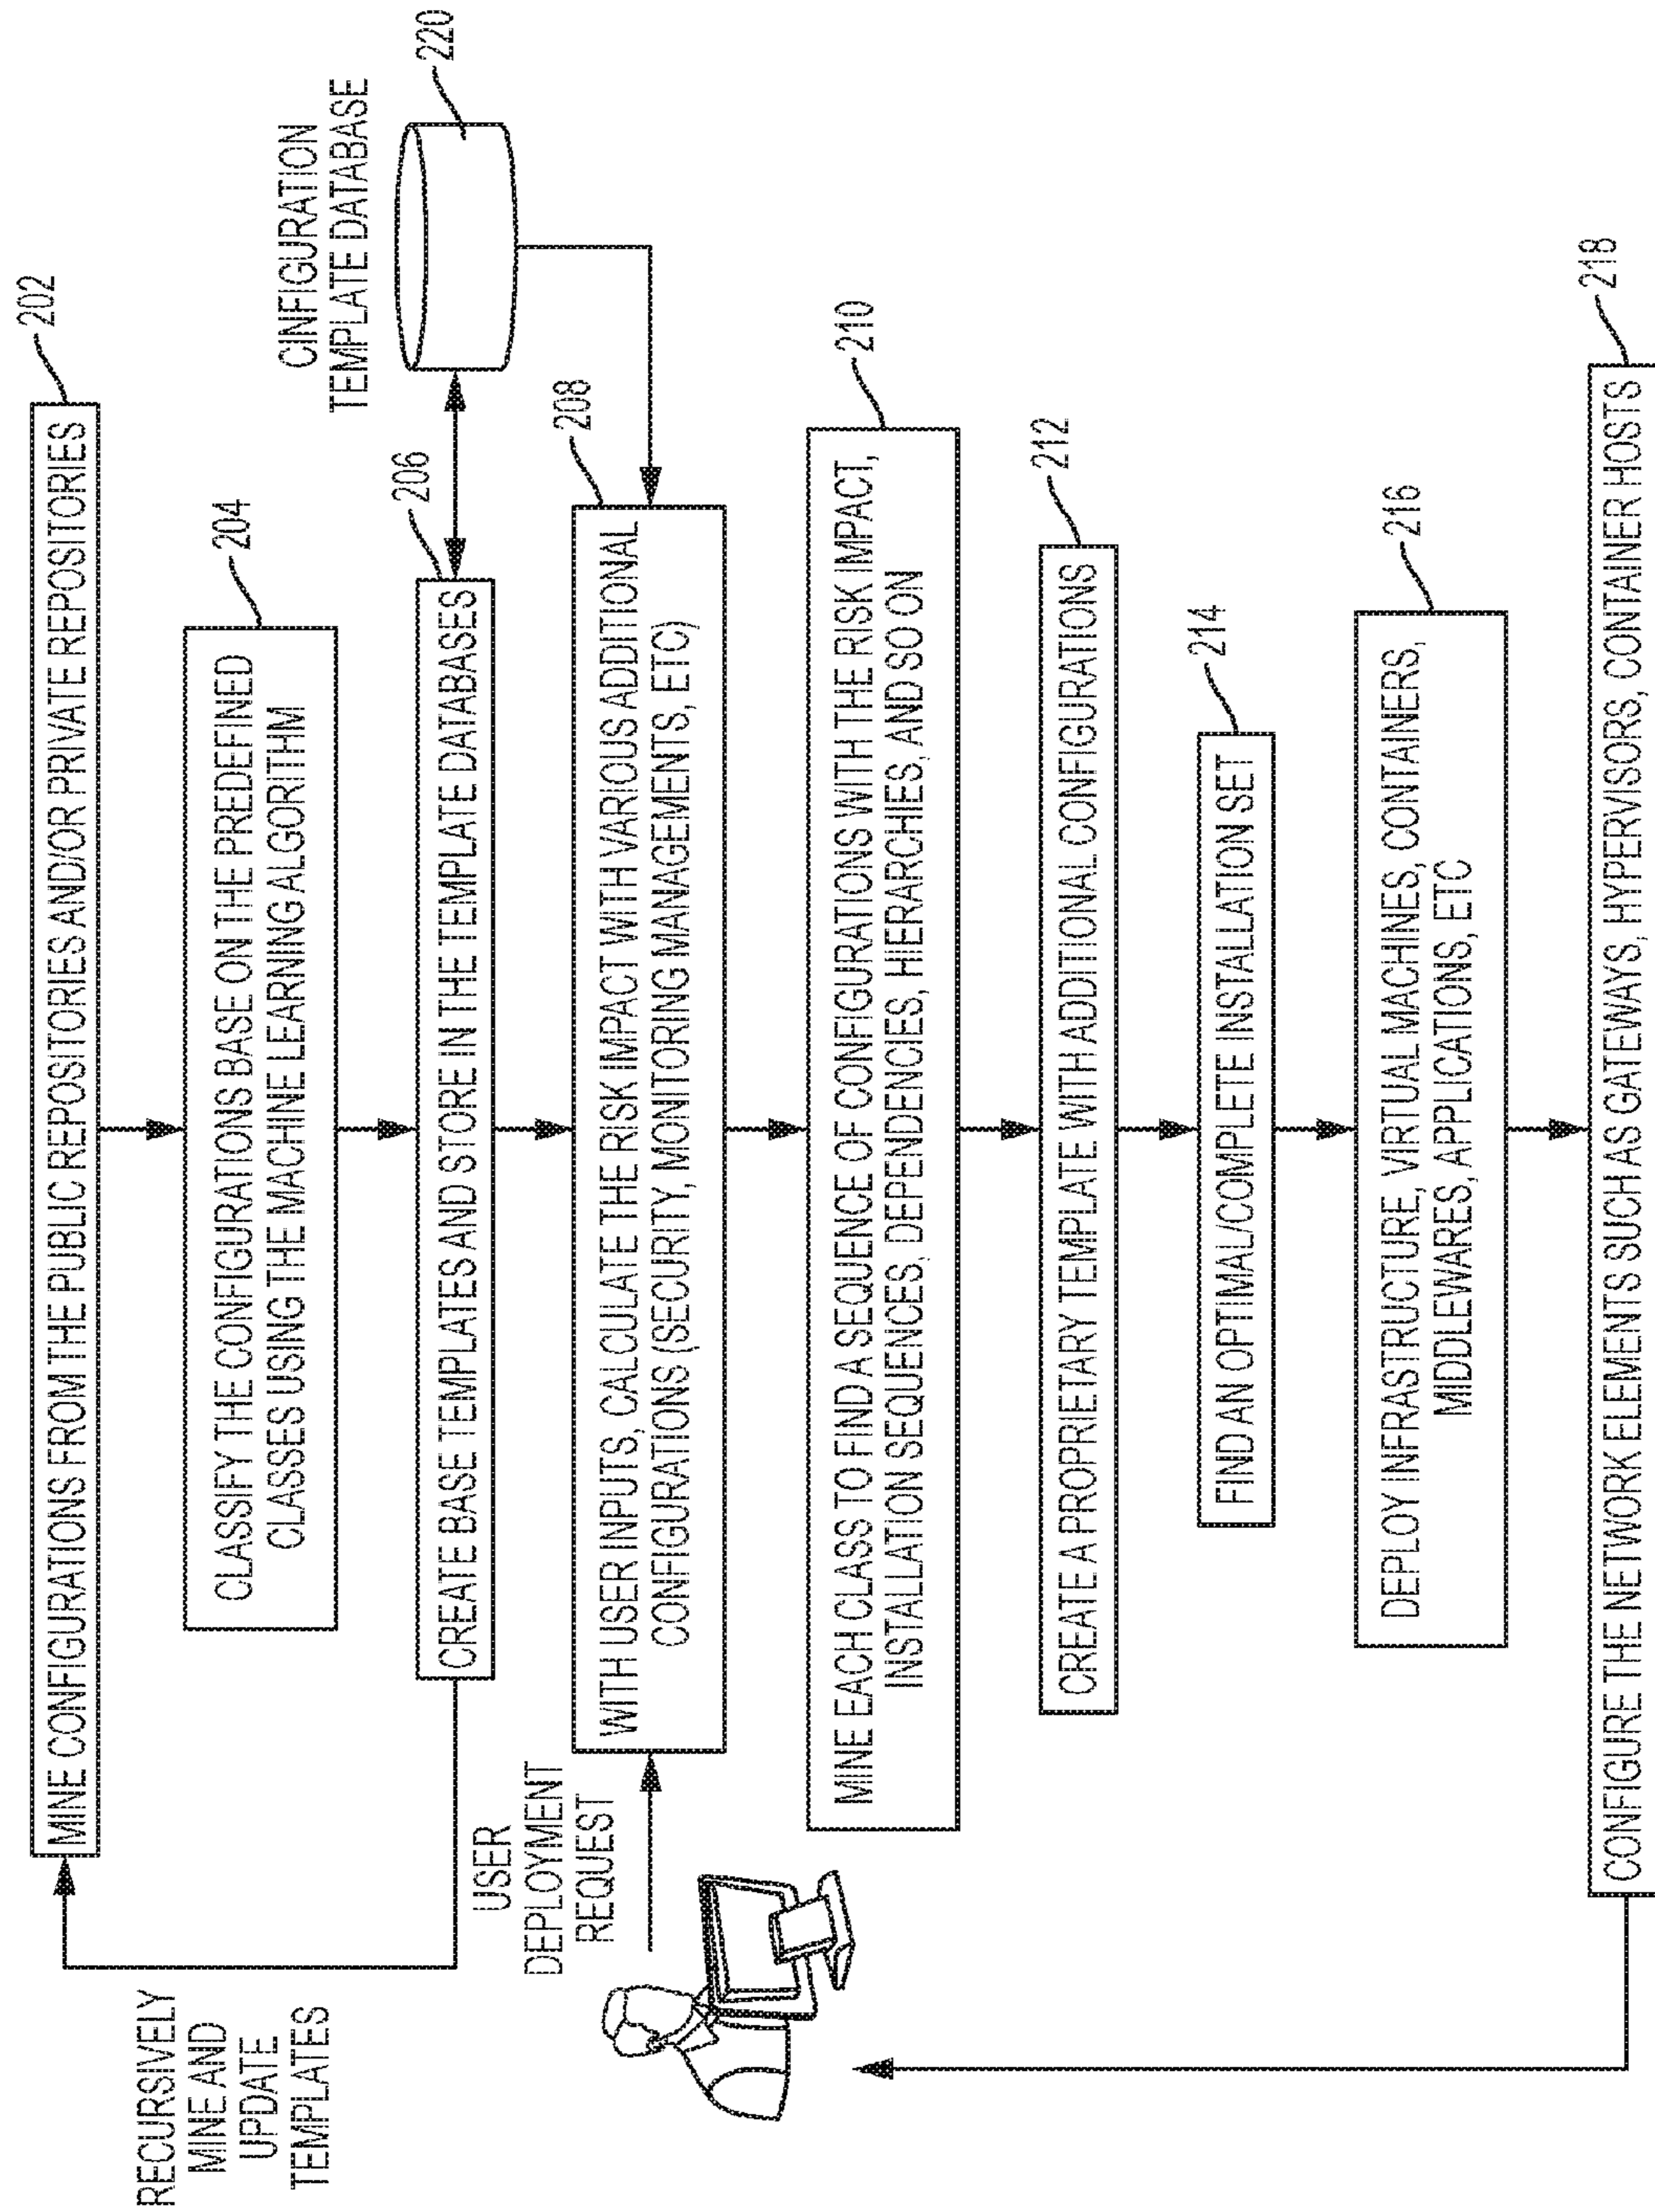 MINE CONFIGURATIONS FROM THE PUBLIC REPOSITORIES AND/OR PRIVATE REPOSITORIES
202
RECURSIVELY
MINE AND
UPDATE
TEMPLATES
CLASSIFY THE CONFIGURATIONS BASE ON THE PREDEFINED
CLASSES USING THE MACHINE LEARNING ALGORITHM
204
CINFIGURATION
TEMPLATE DATABASE
220
CREATE BASE TEMPLATES AND STORE IN THE TEMPLATE DATABASES
206
USER
DEPLOYMENT
REQUEST
WITH USER INPUTS, CALCULATE THE RISK IMPACT WITH VARIOUS ADDITIONAL
CONFIGURATIONS (SECURITY, MONITORING MANAGEMENTS, ETC)
208
MINE EACH CLASS TO FIND A SEQUENCE OF CONFIGURATIONS WITH THE RISK IMPACT,
INSTALLATION SEQUENCES, DEPENDENCIES, HIERARCHIES, AND SO ON
210
CREATE A PROPRIETARY TEMPLATE WITH ADDITIONAL CONFIGURATIONS
212
FIND AN OPTIMAL/COMPLETE INSTALLATION SET
214
DEPLOY INFRASTRUCTURE, VIRTUAL MACHINES, CONTAINERS,
MIDDLEWARES, APPLICATIONS, ETC
216
CONFIGURE THE NETWORK ELEMENTS SUCH AS GATEWAYS, HYPERVISORS, CONTAINER HOSTS
218